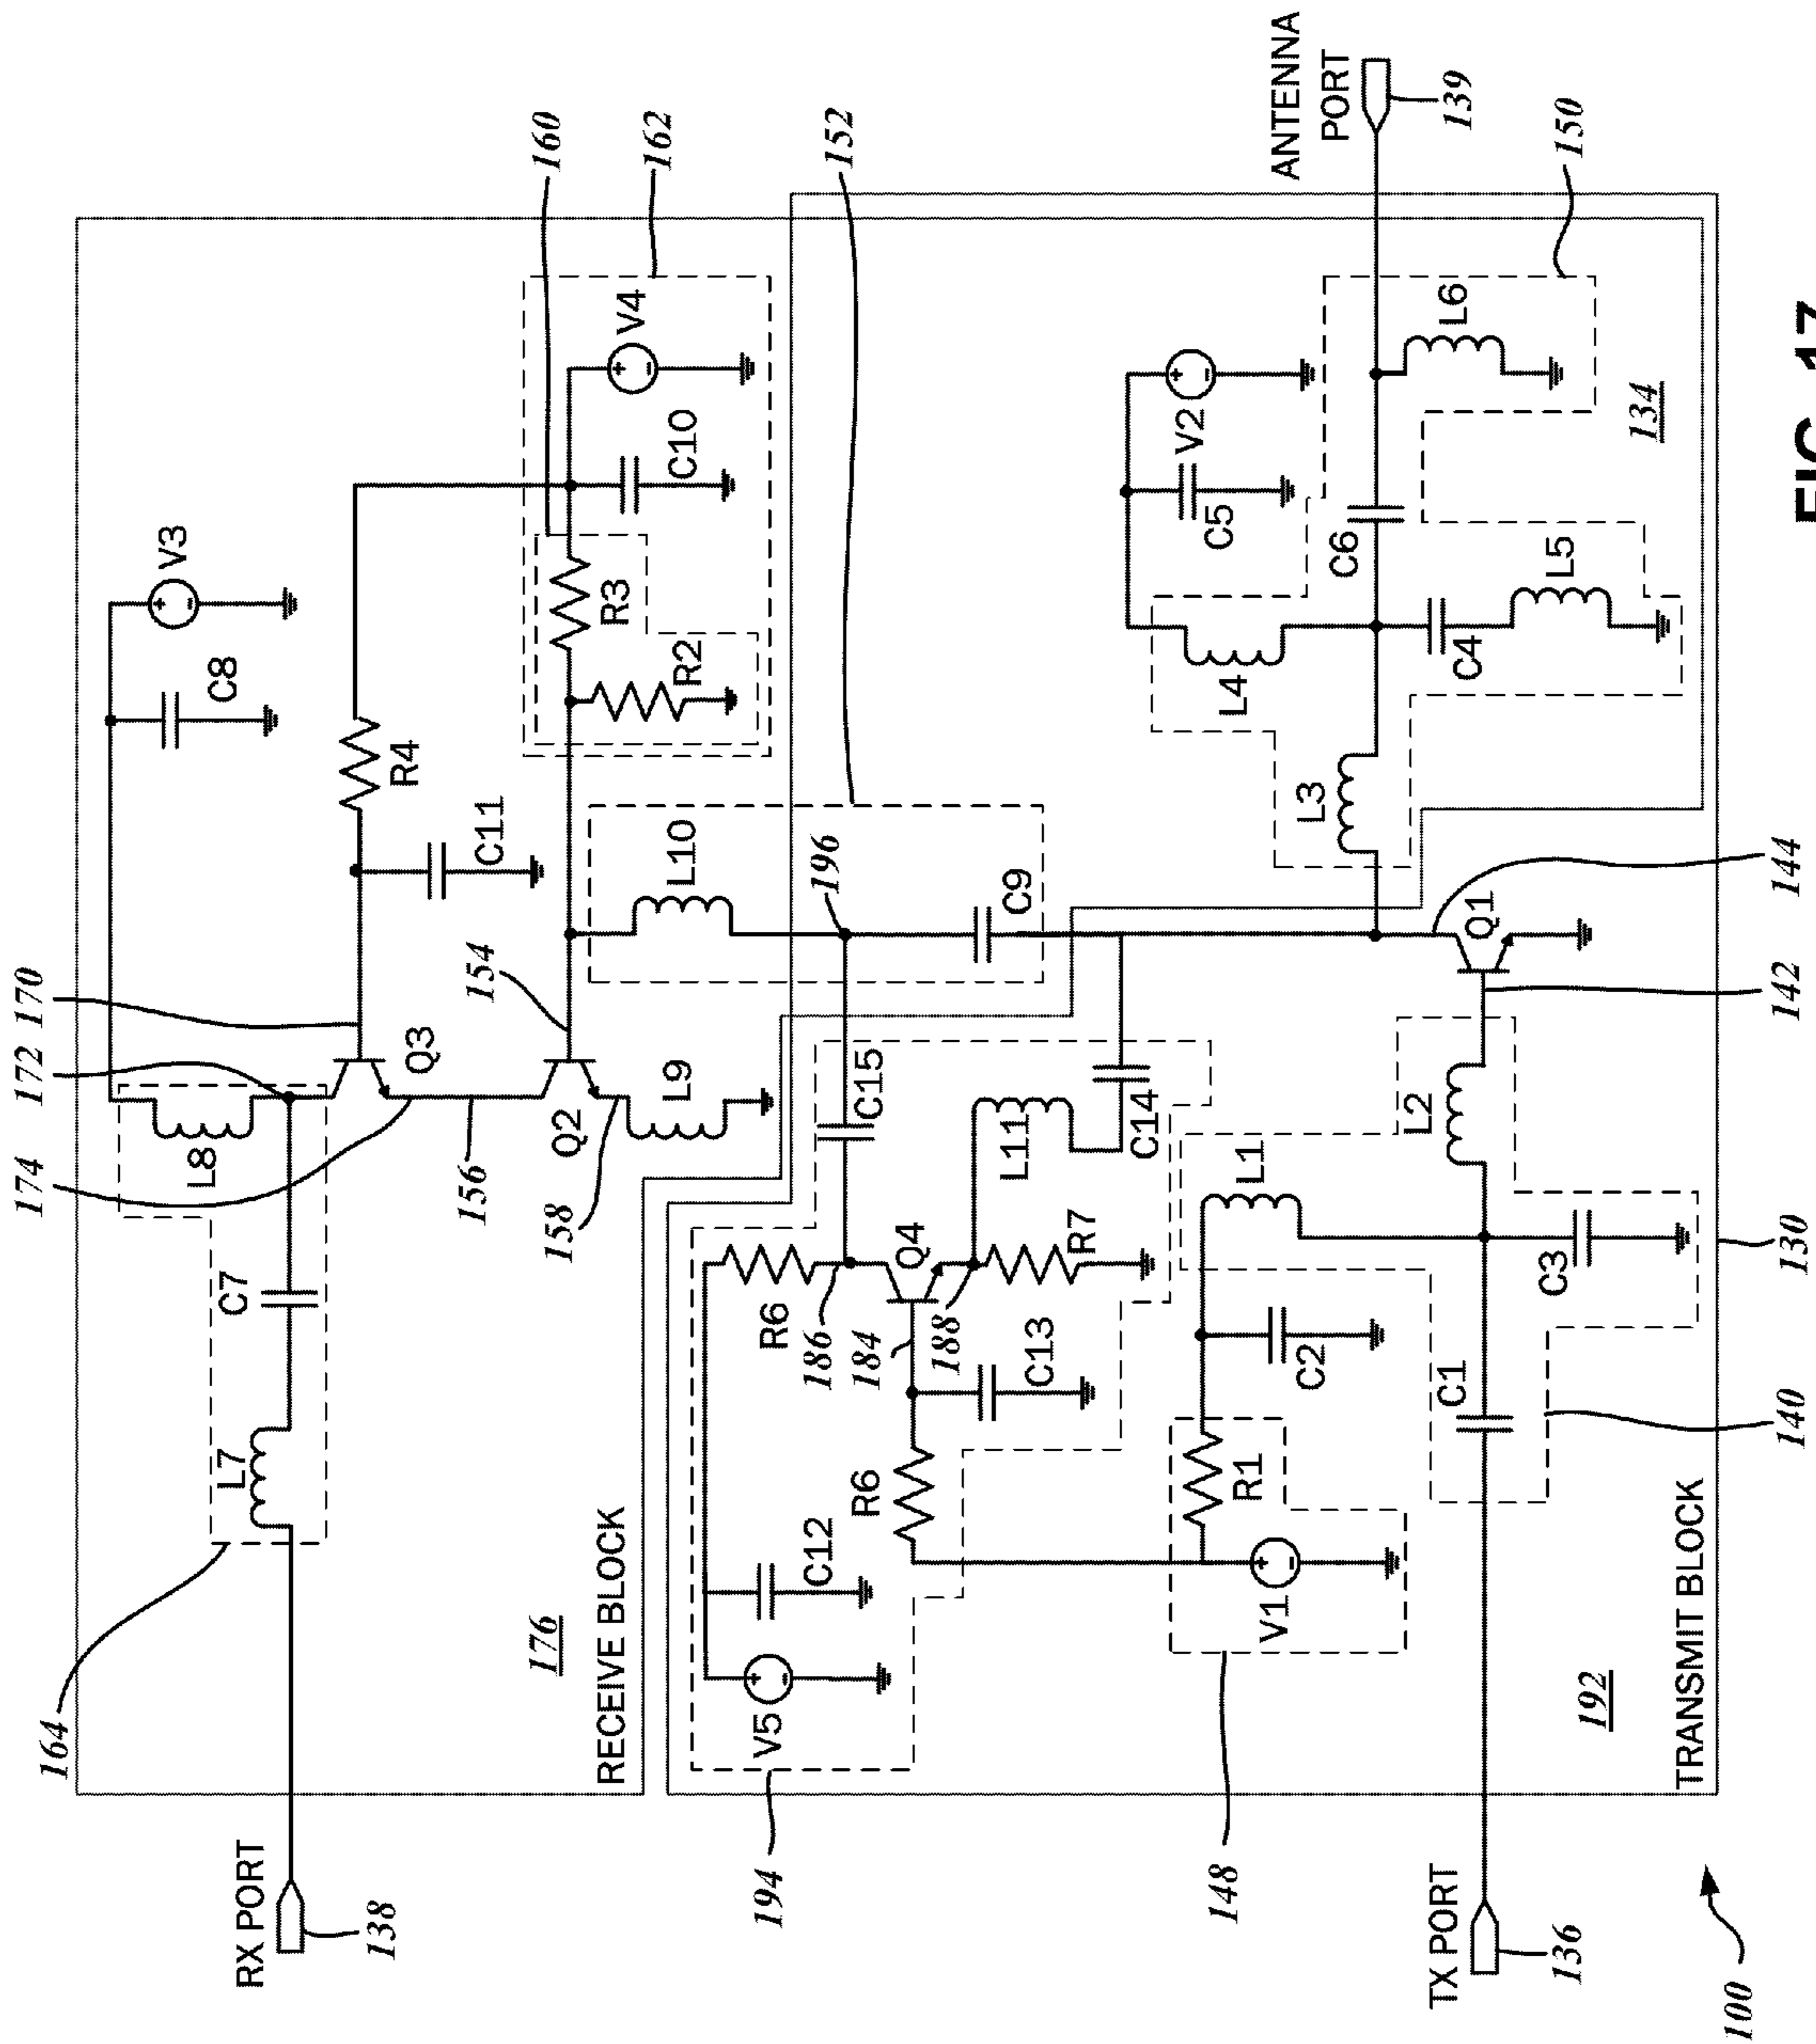 164
174
172
170
RX PORT
138
L7
C7
L8
C8
V3
Q3
R4
C11
156
154
160
162
158
Q2
L9
R2
R3
C10
V4
176
RECEIVE BLOCK
194
V5
C12
R6
R6
186
184
188
Q4
C13
R7
C15
L11
C14
L10
196
C9
152
148
V1
R1
C2
L1
L2
C1
C3
L3
L4
C5
V2
C6
C4
L5
L6
134
ANTENNA
PORT
139
150
TX PORT
136
192
TRANSMIT BLOCK
140
130
142
144
Q1
100
FIG. 17